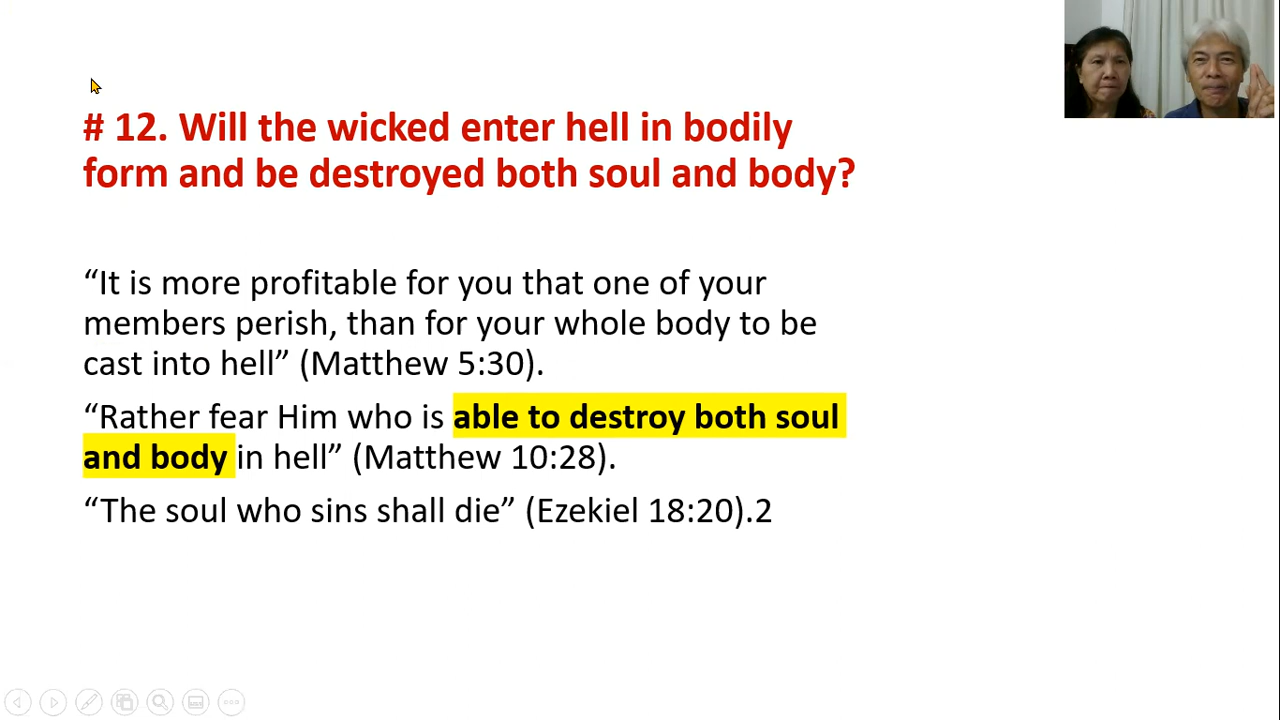 # 12. Will the wicked enter hell in bodily
form and be destroyed both soul and body?
“It is more profitable for you that one of your
members perish, than for your whole body to be
cast into hell” (Matthew 5:30).
“Rather fear Him who is able to destroy both soul
and body in hell” (Matthew 10:28).
“The soul who sins shall die” (Ezekiel 18:20).2